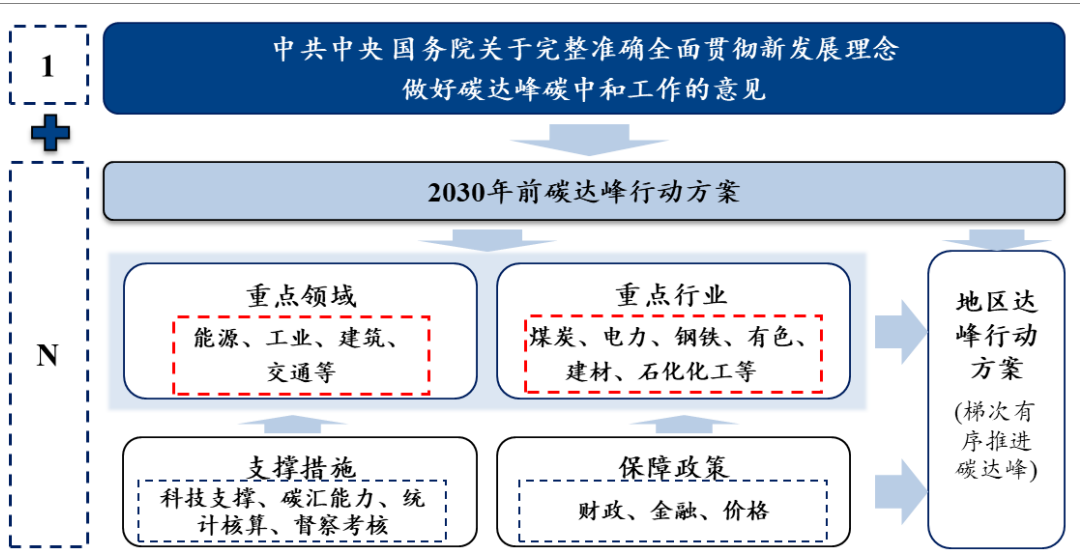 1
中共中央 国务院关于完整准确全面贯彻新发展理念
做好碳达峰碳中和工作的意见
2030年前碳达峰行动方案
N
重点领域
能源、工业、建筑、
交通等
重点行业
煤炭、电力、钢铁、有色、
建材、石化化工等
地区达
峰行动
方案
(梯次有
序推进
碳达峰)
支撑措施
科技支撑、碳汇能力、统
计核算、督察考核
保障政策
财政、金融、价格